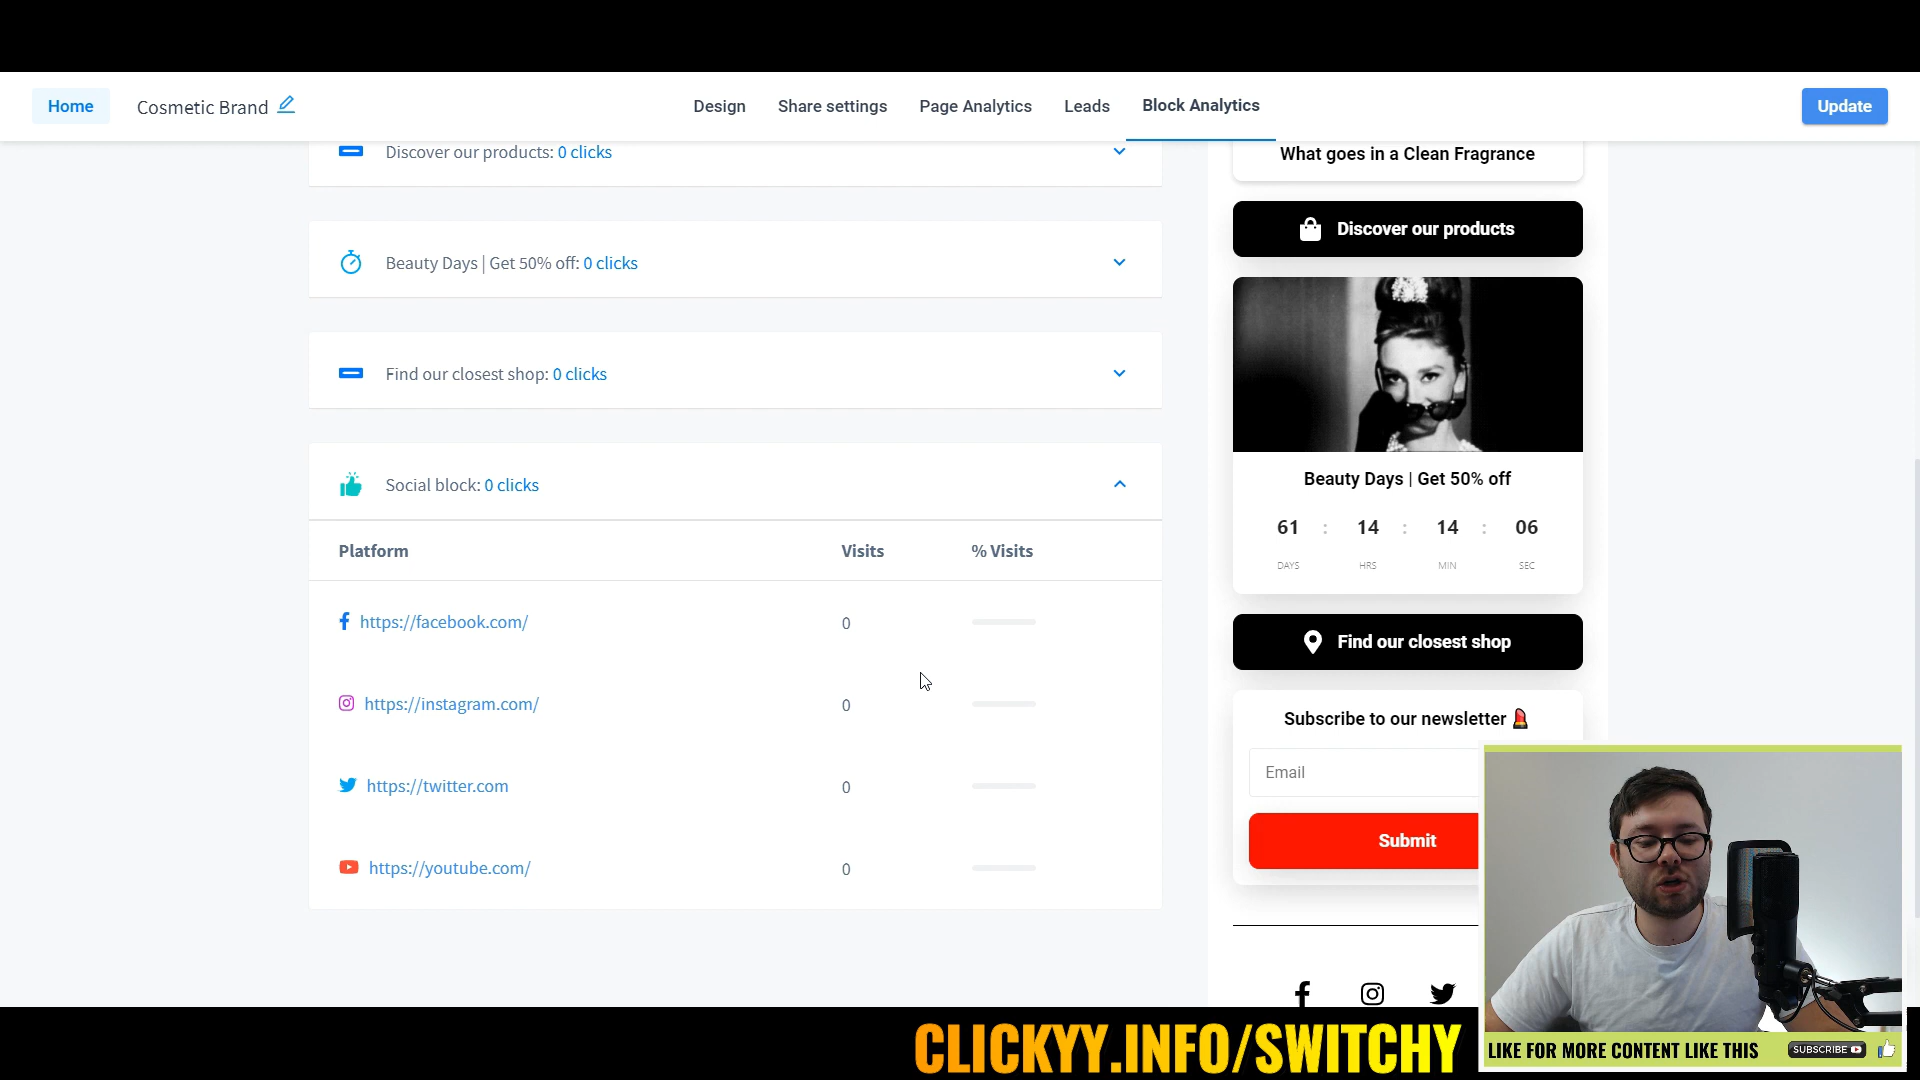 Home
Cosmetic Brand
Design
Share settings
Page Analytics
Leads
Block Analytics
Update
Discover our products: 0 clicks
Beauty Days | Get 50% off: 0 clicks
Find our closest shop: 0 clicks
Social block: 0 clicks
Platform Visits % Visits
https://facebook.com/ 0
https://instagram.com/ 0
https://twitter.com 0
https://youtube.com/ 0
What goes in a Clean Fragrance
Discover our products
Beauty Days | Get 50% off
61 : 14 : 14 : 06
DAYS HRS MIN SEC
Find our closest shop
Subscribe to our newsletter
Email
Submit
CLICKYY.INFO/SWITCHY
LIKE FOR MORE CONTENT LIKE THIS
SUBSCRIBE